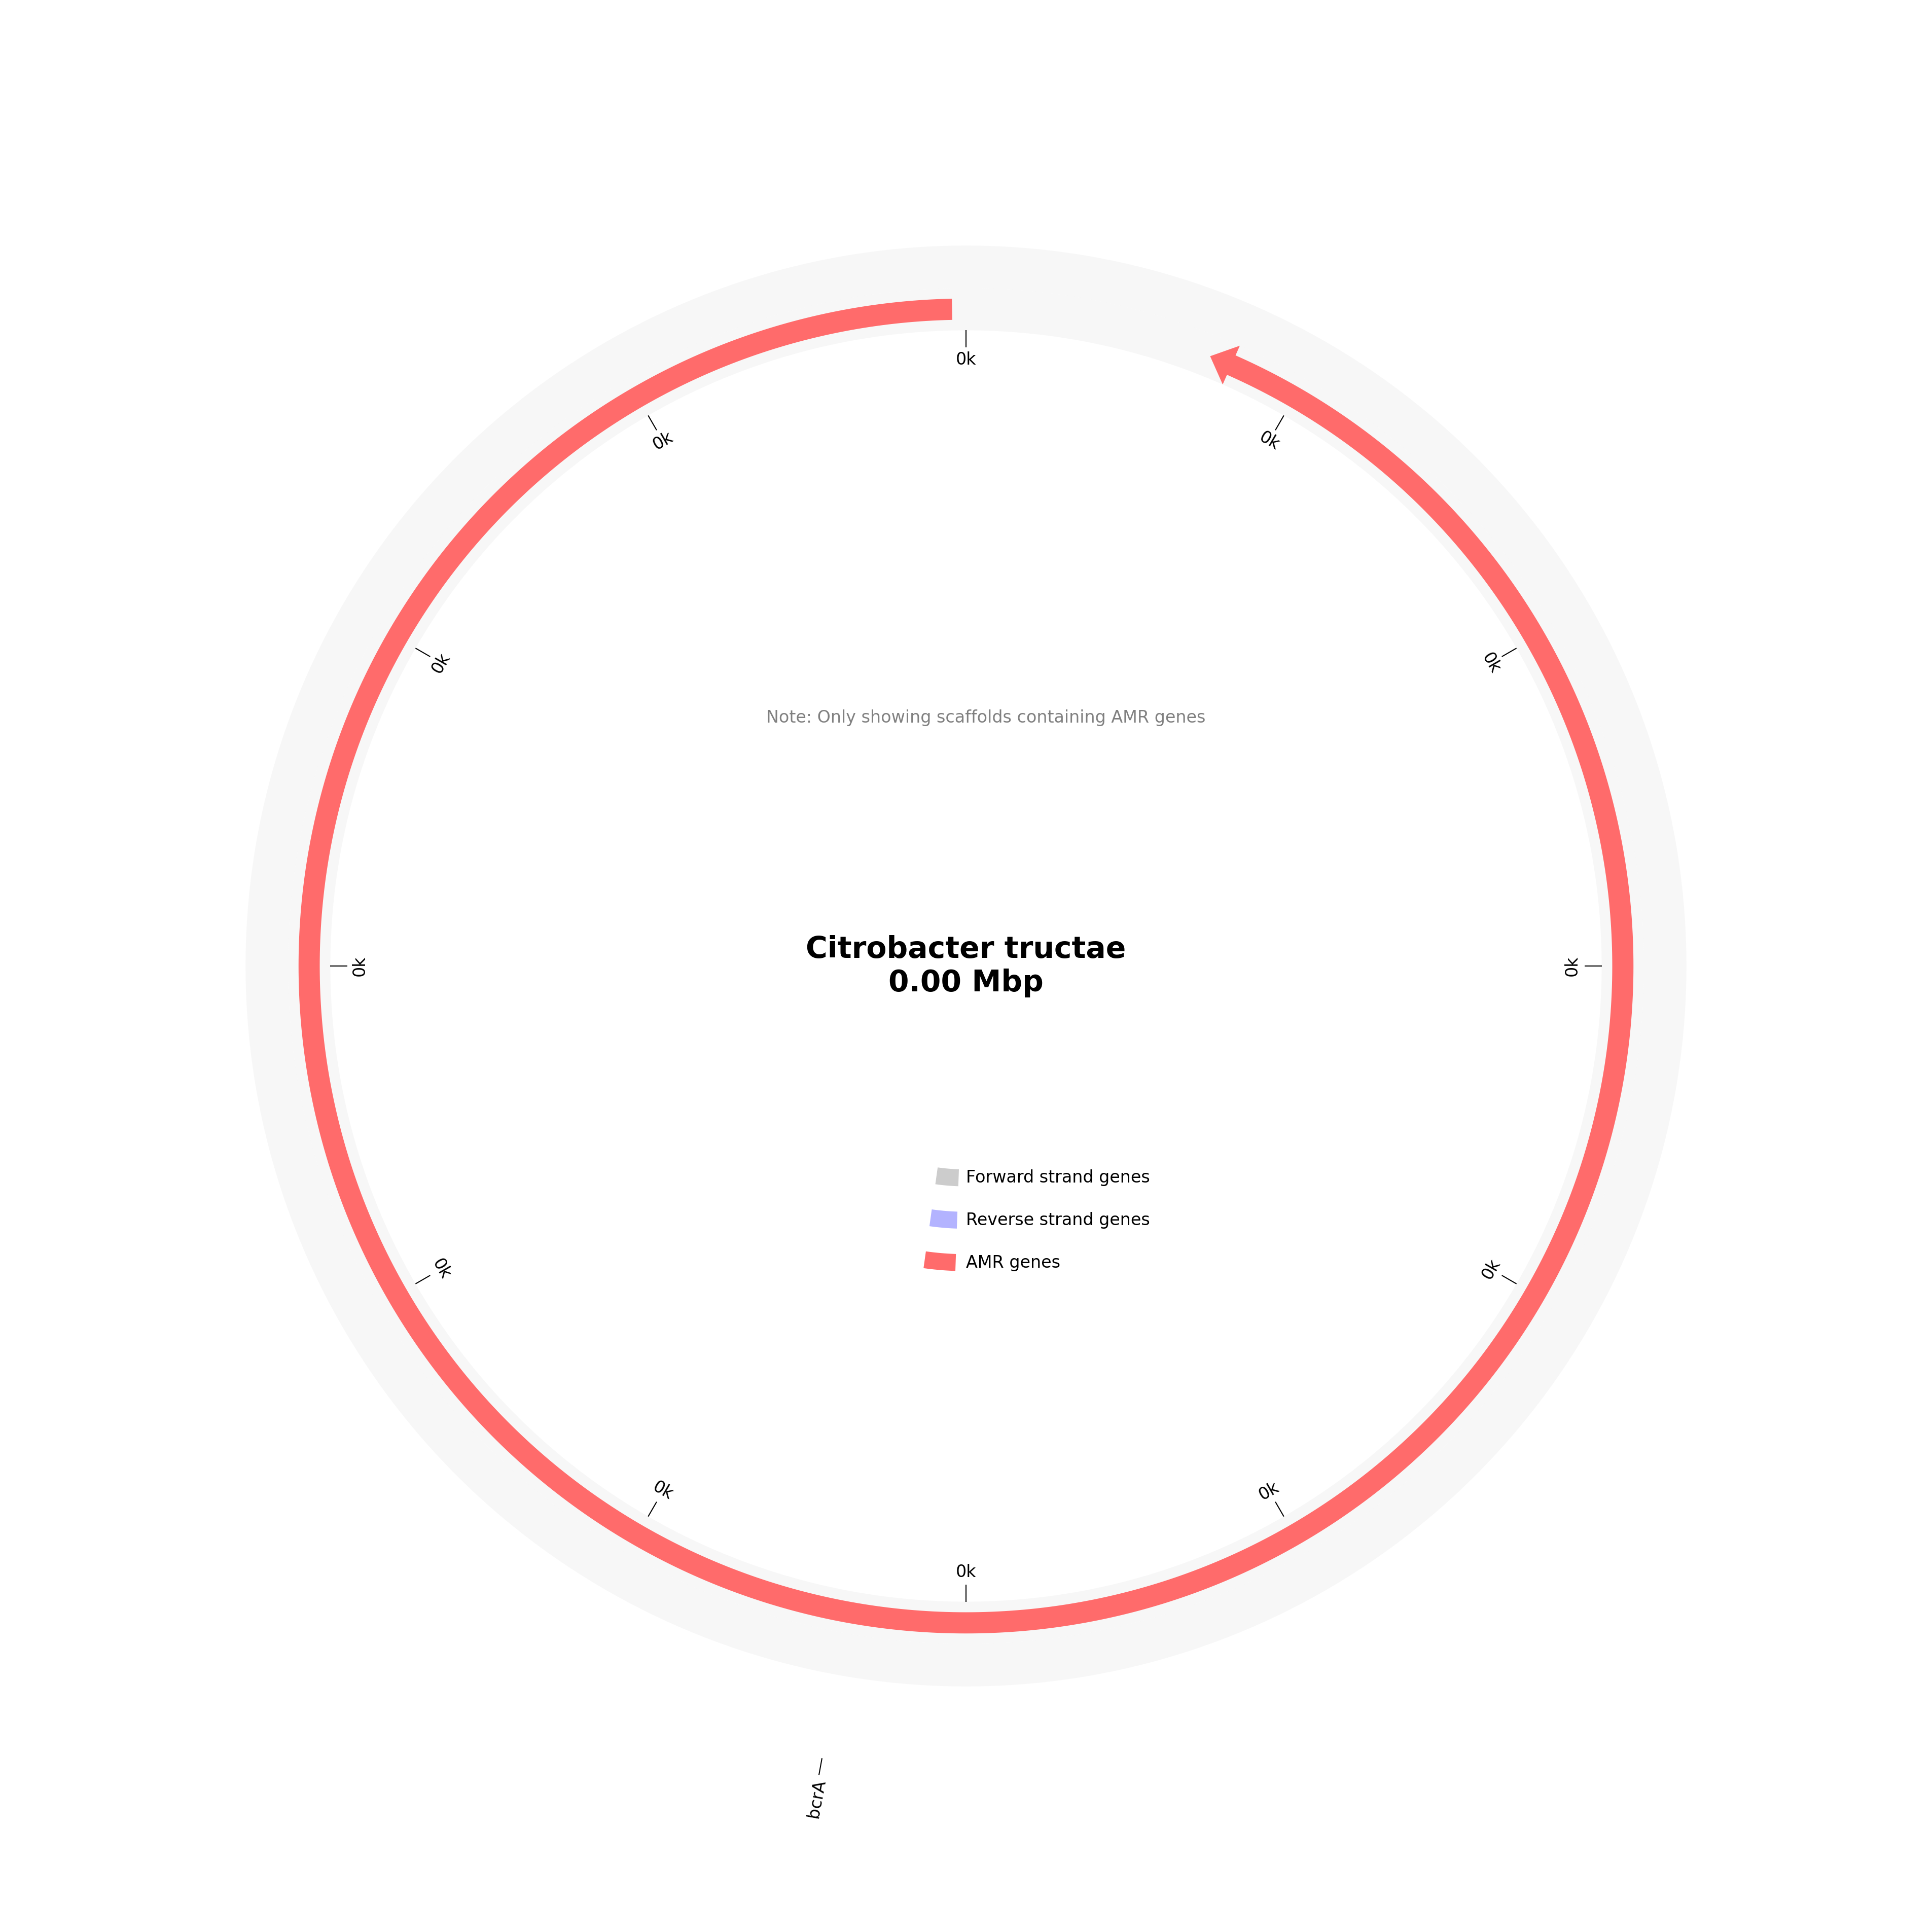 0k
0k
0k
0k
0k
Note: Only showing scaffolds containing AMR genes
Citrobacter tructae
0.00 Mbp
0k
0k
Forward strand genes
Reverse strand genes
AMR genes
0k
0k
0k
0k
0k
bcrA